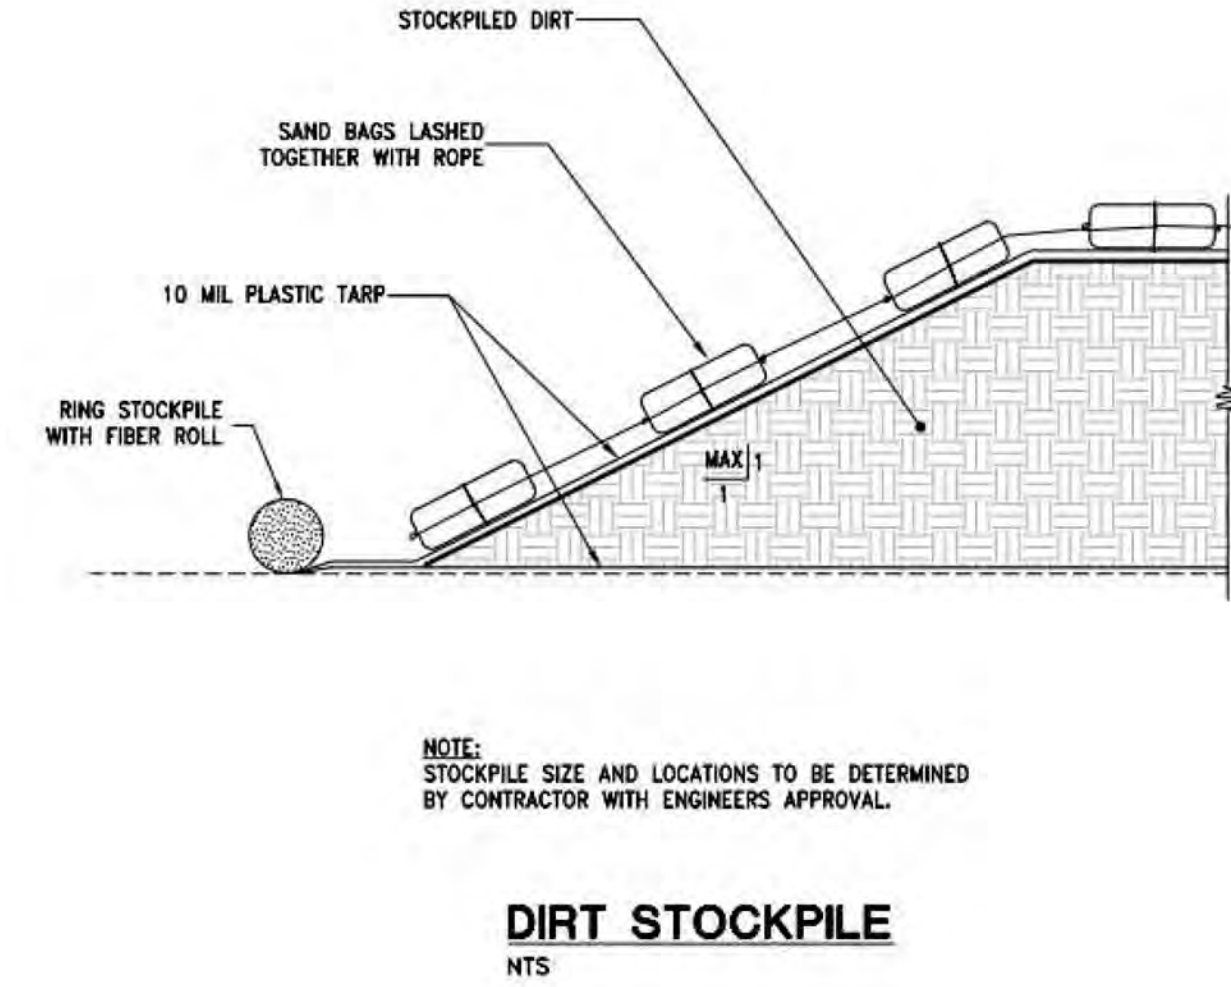 STOCKPILED DIRT
SAND BAGS LASHED
TOGETHER WITH ROPE
10 MIL PLASTIC TARP
RING STOCKPILE
WITH FIBER ROLL
MAX 1
1
NOTE:
STOCKPILE SIZE AND LOCATIONS TO BE DETERMINED
BY CONTRACTOR WITH ENGINEERS APPROVAL.
DIRT STOCKPILE
NTS